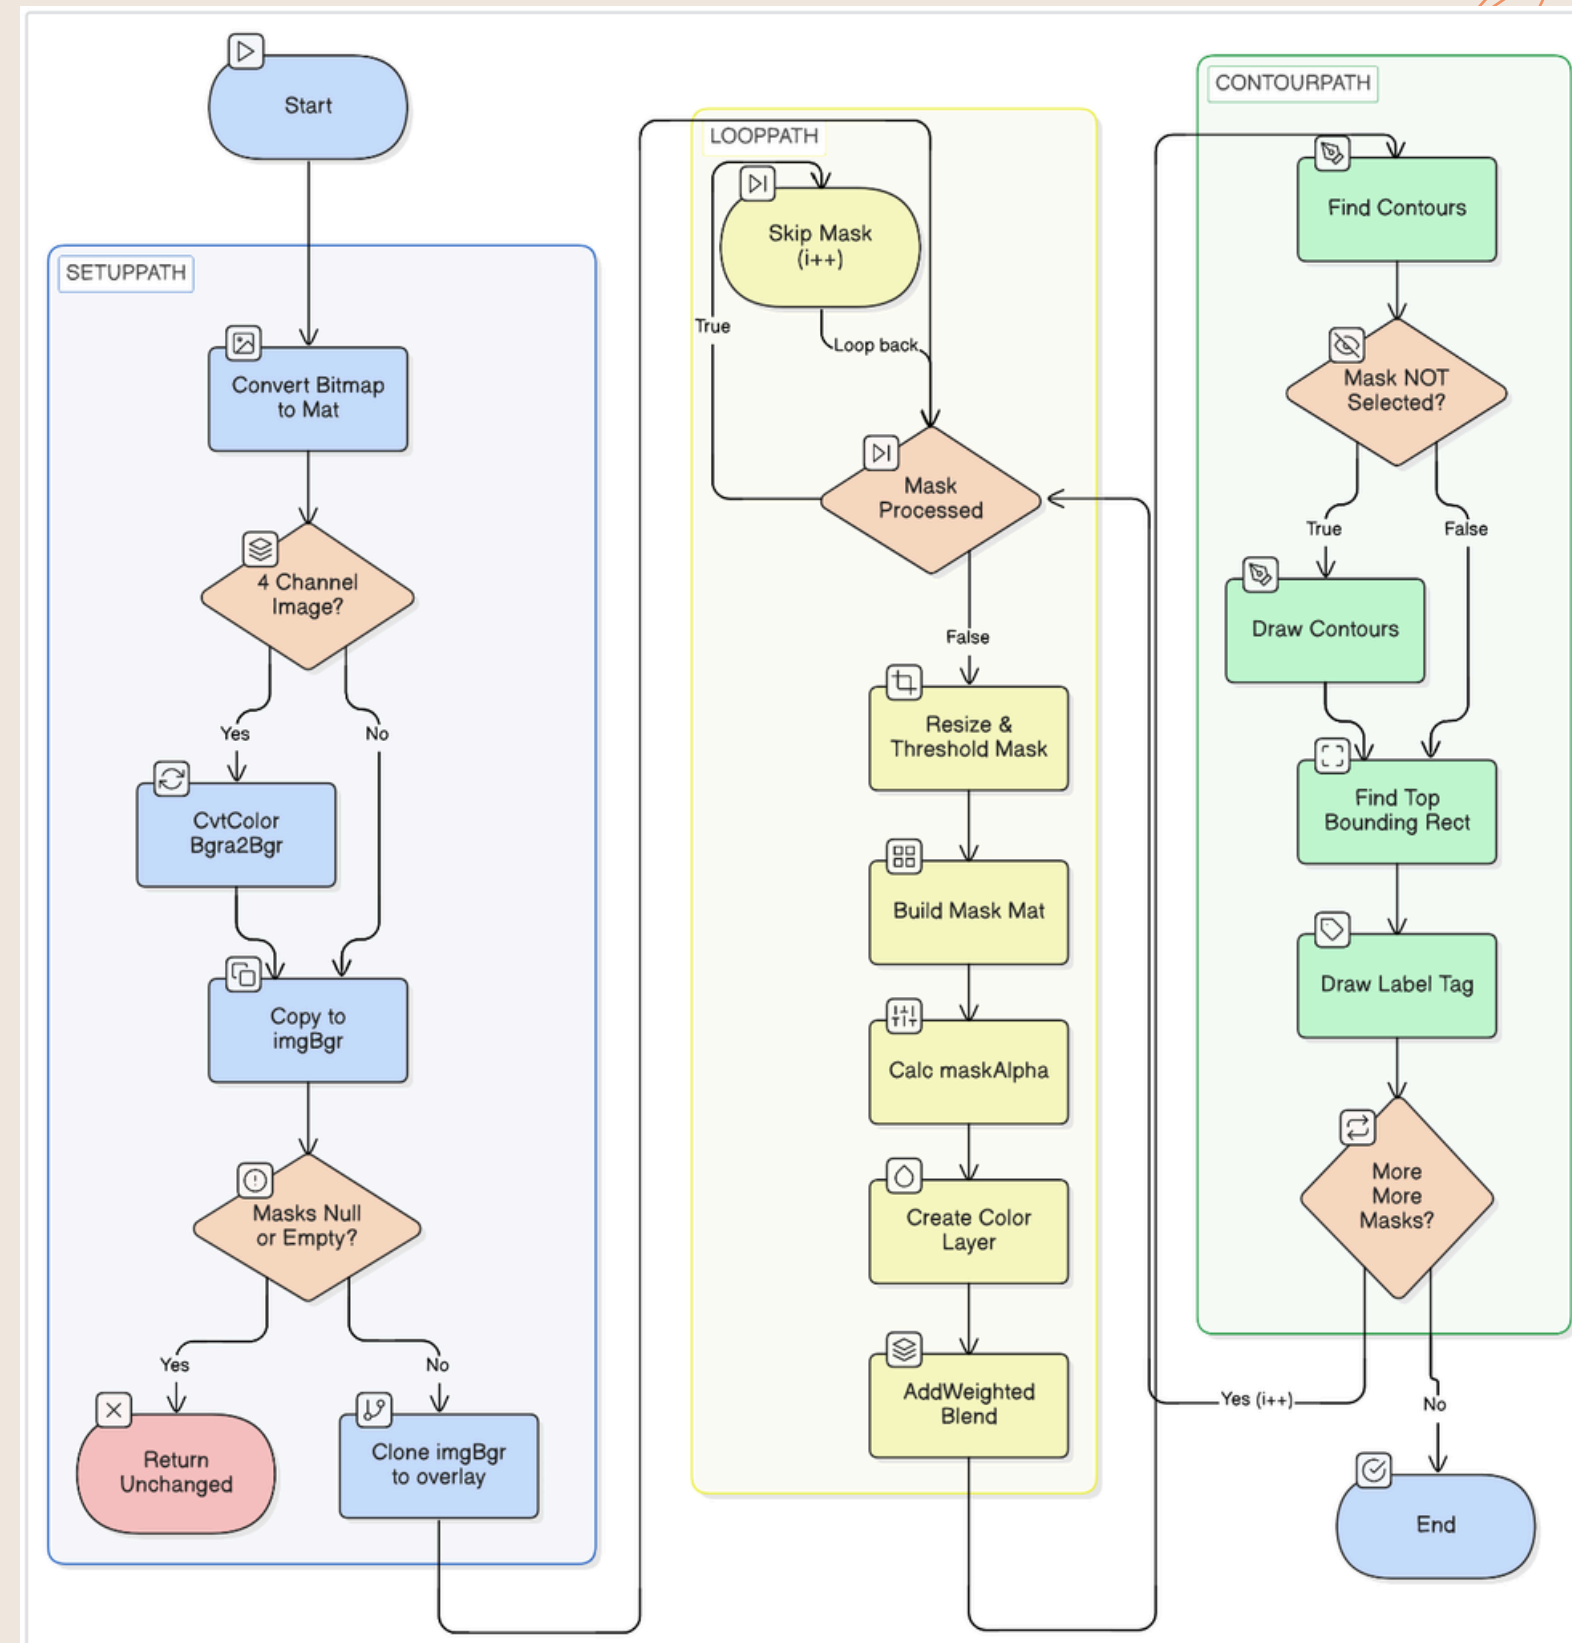 Start
SETUPPATH
Convert Bitmap
to Mat
4 Channel
Image?
Yes
No
CvtColor
Bgra2Bgr
Copy to
imgBgr
Masks Null
or Empty?
Yes
No
Return
Unchanged
Clone imgBgr
to overlay
LOOPPATH
Skip Mask
(i++)
True
Loop back
Mask
Processed
False
Resize &
Threshold Mask
Build Mask Mat
Calc maskAlpha
Create Color
Layer
AddWeighted
Blend
CONTOURPATH
Find Contours
Mask NOT
Selected?
True
False
Draw Contours
Find Top
Bounding Rect
Draw Label Tag
More
More
Masks?
Yes (i++)
No
End